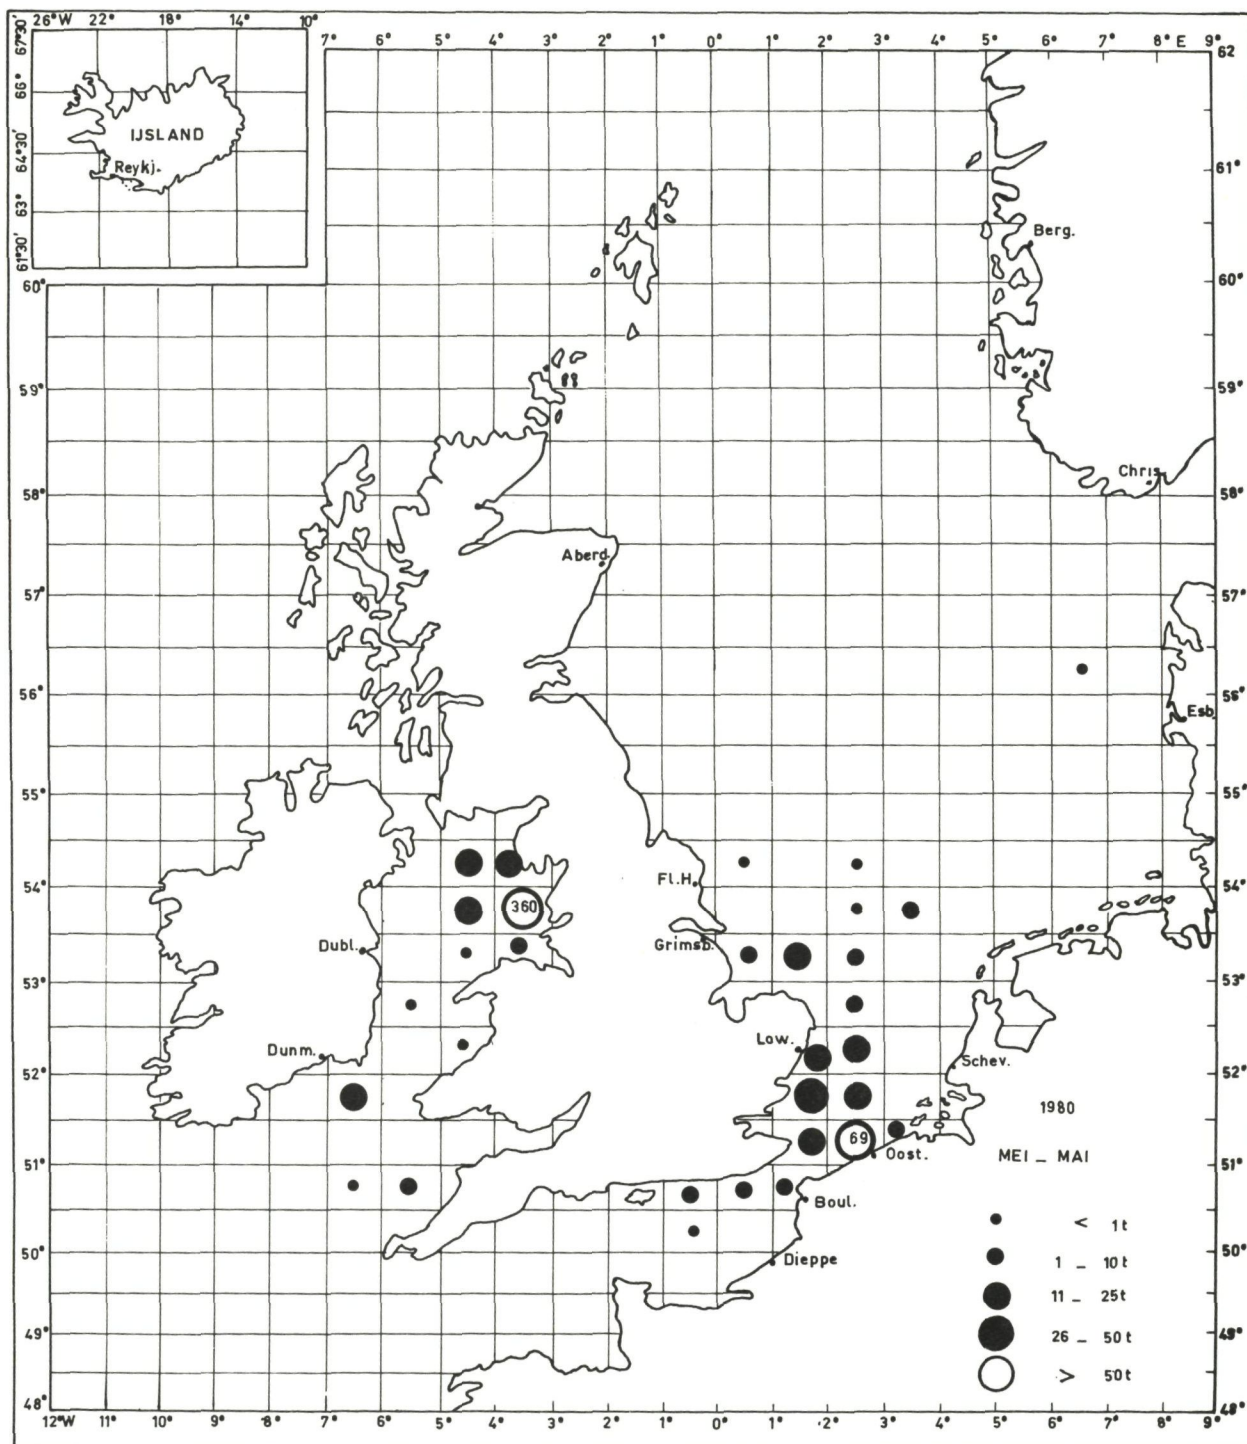 26°W 22° 18° 14° 10°
67°30' 66° 64°30' 63° 61°30'
IJSLAND
Reykj.
7° 6° 5° 4° 3° 2° 1° 0° 1° 2° 3° 4° 5° 6° 7° 8° E 9°
62
61°
60° 60°
59° 59°
58° 58°
57° 57°
56° 56°
55° 55°
54° 54°
53° 53°
52° 52°
51° 51°
50° 50°
49° 49°
48° 48°
Berg.
Chris
Aberd.
Esb
Fl.H.
360
Dubl.
Grimsb.
Low.
Dunm.
Schev.
69
Oost.
Boul.
Dieppe
1980
MEI _ MAI
< 1t
1 _ 10t
11 _ 25t
26 _ 50t
> 50t
12°W 11° 10° 9° 8° 7° 6° 5° 4° 3° 2° 1° 0° 1° 2° 3° 4° 5° 6° 7° 8° 9°